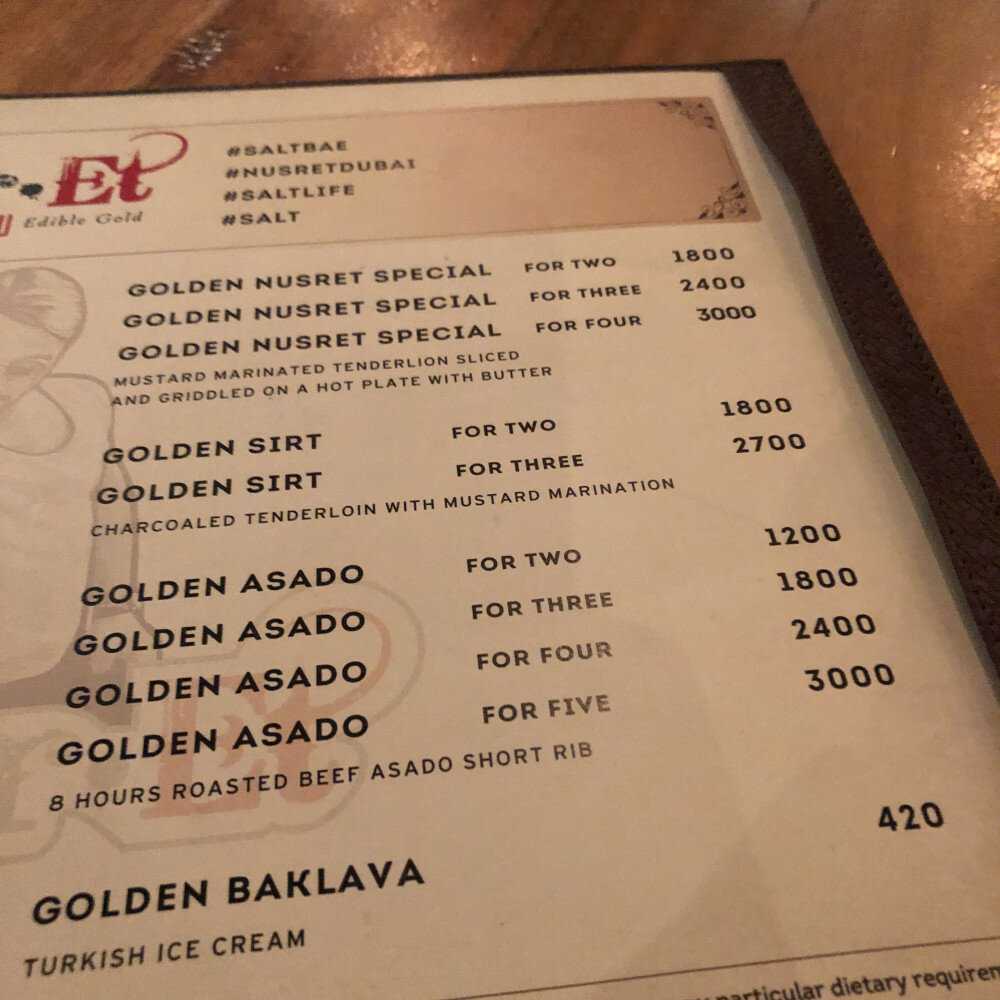 Et
Edible Gold
#SALTBAE
#NUSRETDUBAI
#SALTLIFE
#SALT
GOLDEN NUSRET SPECIAL FOR TWO 1800
GOLDEN NUSRET SPECIAL FOR THREE 2400
GOLDEN NUSRET SPECIAL FOR FOUR 3000
MUSTARD MARINATED TENDERLION SLICED
AND GRIDDLED ON A HOT PLATE WITH BUTTER
GOLDEN SIRT FOR TWO 1800
GOLDEN SIRT FOR THREE 2700
CHARCOALED TENDERLOIN WITH MUSTARD MARINATION
GOLDEN ASADO FOR TWO 1200
GOLDEN ASADO FOR THREE 1800
GOLDEN ASADO FOR FOUR 2400
GOLDEN ASADO FOR FIVE 3000
8 HOURS ROASTED BEEF ASADO SHORT RIB
Et
GOLDEN BAKLAVA 420
TURKISH ICE CREAM
particular dietary requirem